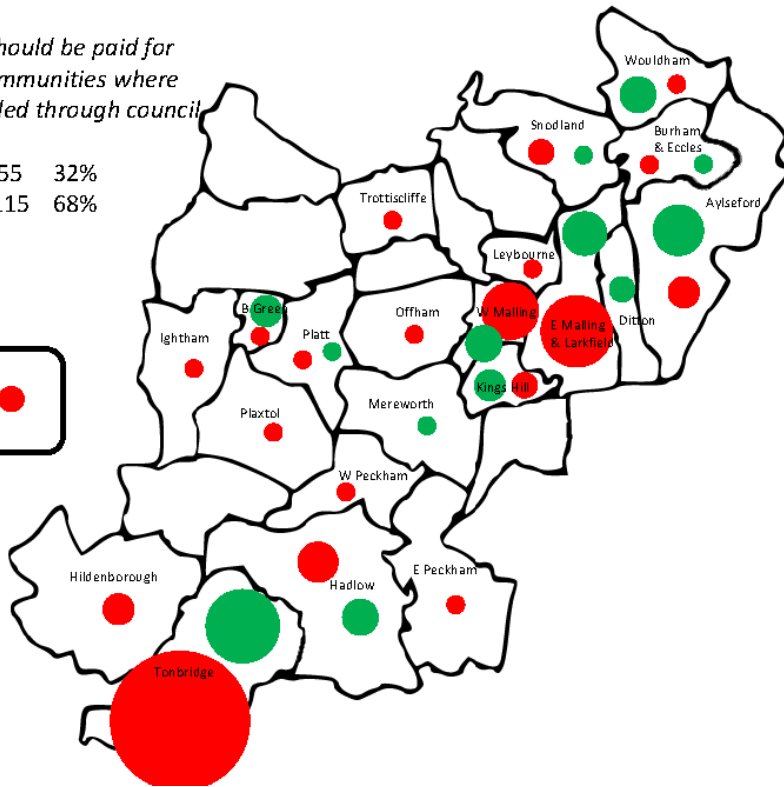 hould be paid for
mmunities where
ded through council
55 32%
115 68%
Wouldham
Snodland
Burham
& Eccles
Aylseford
Trottiscliffe
Leybourne
B Green
Offham
W Malling
E Malling
& Larkfield
Ditton
Ightham
Platt
Kings Hill
Mereworth
Plaxtol
W Peckham
E Peckham
Hildenborough
Hadlow
Tonbridge